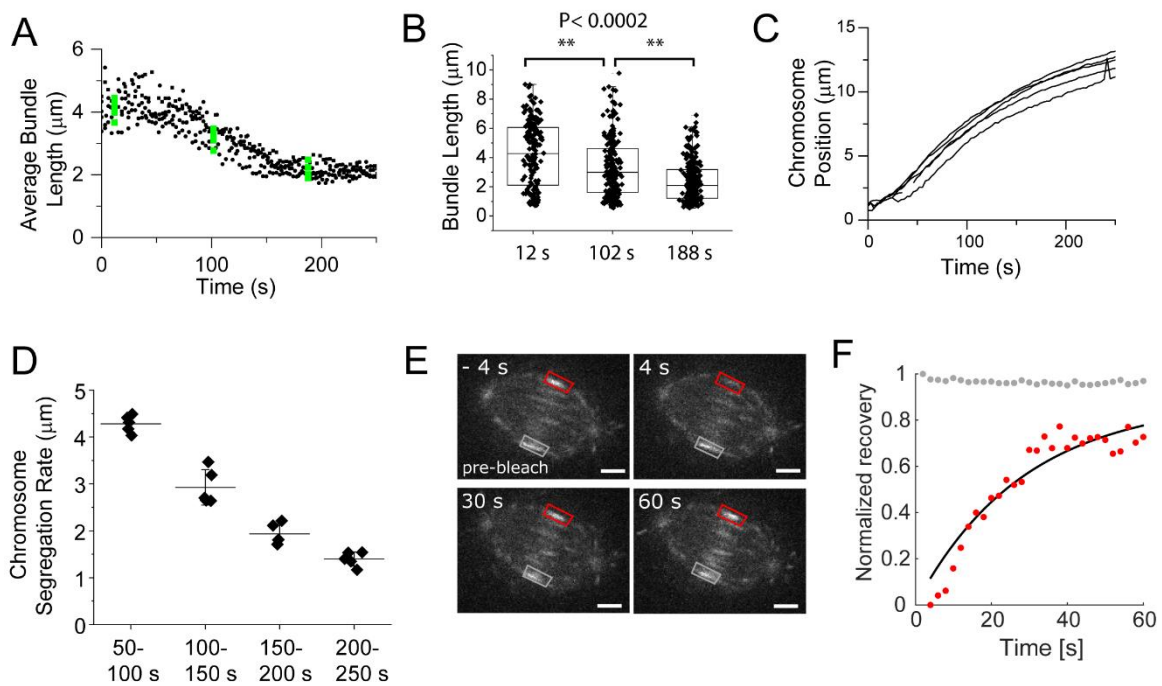 A
Average Bundle
Length (μm)
6
4
2
0
0
100
200
Time (s)
B
P< 0.0002
**
**
Bundle Length (μm)
10
8
6
4
2
0
12 s
102 s
188 s
C
Chromosome
Position (μm)
15
10
5
0
0
100
200
Time (s)
D
Chromosome
Segregation Rate (μm)
5
4
3
2
1
0
50-
100 s
100-
150 s
150-
200 s
200-
250 s
E
- 4 s
pre-bleach
4 s
30 s
60 s
F
Normalized recovery
1
0.8
0.6
0.4
0.2
0
0
20
40
60
Time [s]